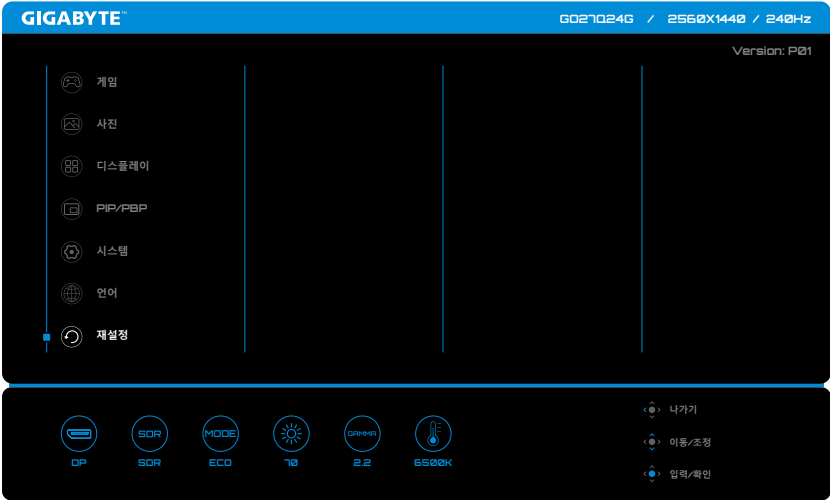 GIGABYTE™
GO27Q24G / 2560X1440 / 240Hz
Version: P01
게임
사진
디스플레이
PIP/PBP
시스템
언어
재설정
SDR
MODE
GAMMA
DP
SDR
ECO
70
2.2
6500K
나가기
이동/조정
입력/확인